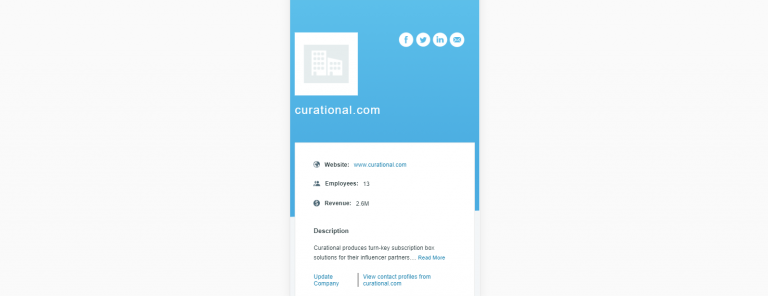 curational.com
Website: www.curational.com
Employees: 13
Revenue: 2.6M
Description
Curational produces turn-key subscription box
solutions for their influencer partners.... Read More
Update
Company
View contact profiles from
curational.com